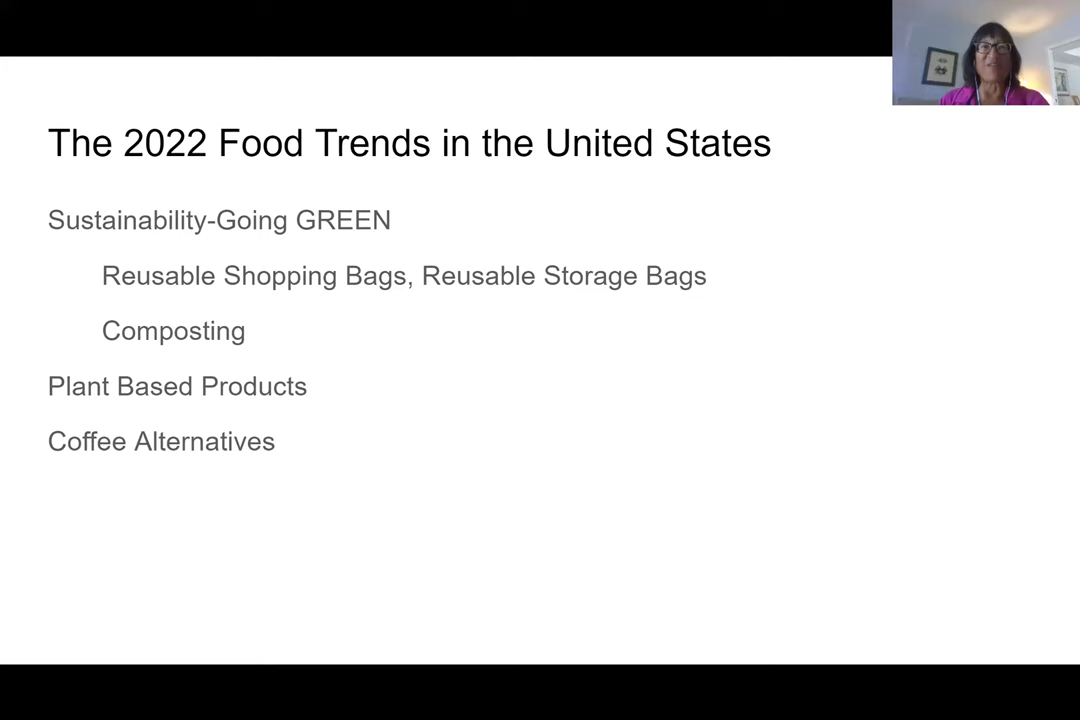 The 2022 Food Trends in the United States
Sustainability-Going GREEN
Reusable Shopping Bags, Reusable Storage Bags
Composting
Plant Based Products
Coffee Alternatives